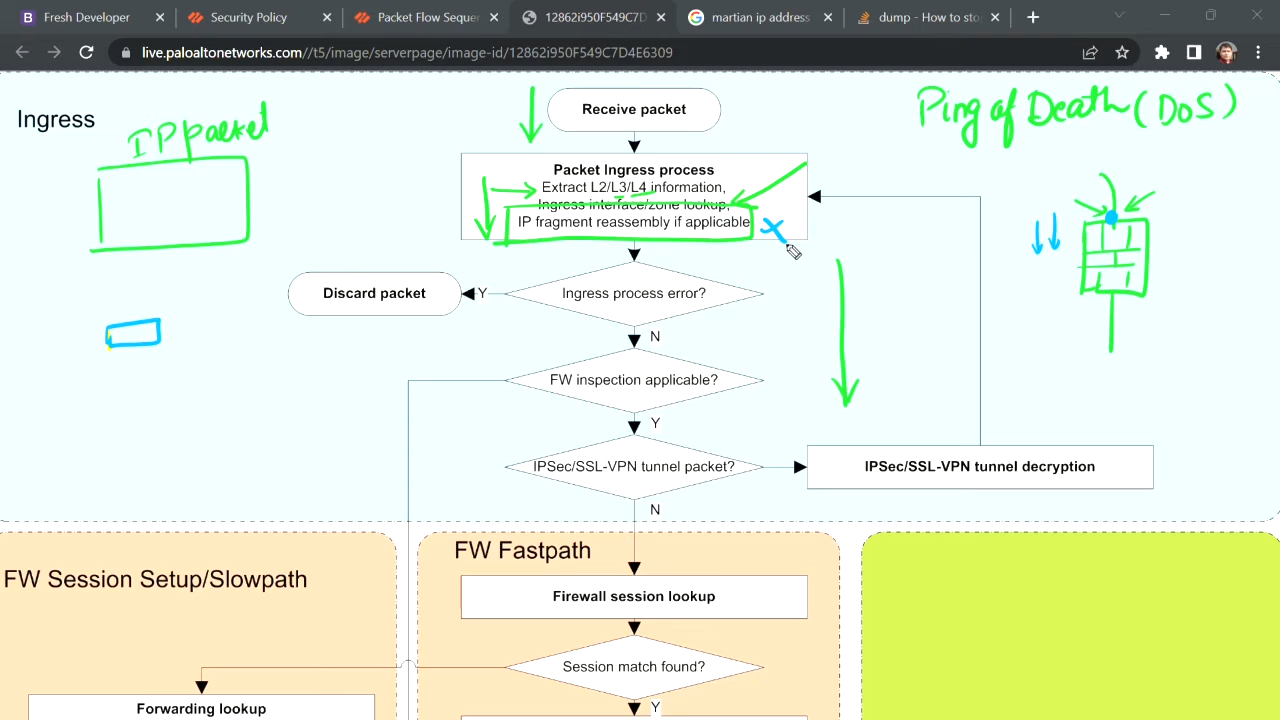 Fresh Developer
Security Policy
Packet Flow Sequer
12862i950F549C7D
martian ip address
dump - How to sto
live.paloaltonetworks.com//t5/image/serverpage/image-id/12862i950F549C7D4E6309
Ingress
IP packet
Receive packet
Ping of Death (DoS)
Packet Ingress process
Extract L2/L3/L4 information,
Ingress interface/zone lookup,
IP fragment reassembly if applicable
Discard packet
Y
Ingress process error?
N
FW inspection applicable?
Y
IPSec/SSL-VPN tunnel packet?
IPSec/SSL-VPN tunnel decryption
N
FW Session Setup/Slowpath
FW Fastpath
Firewall session lookup
Session match found?
Y
Forwarding lookup